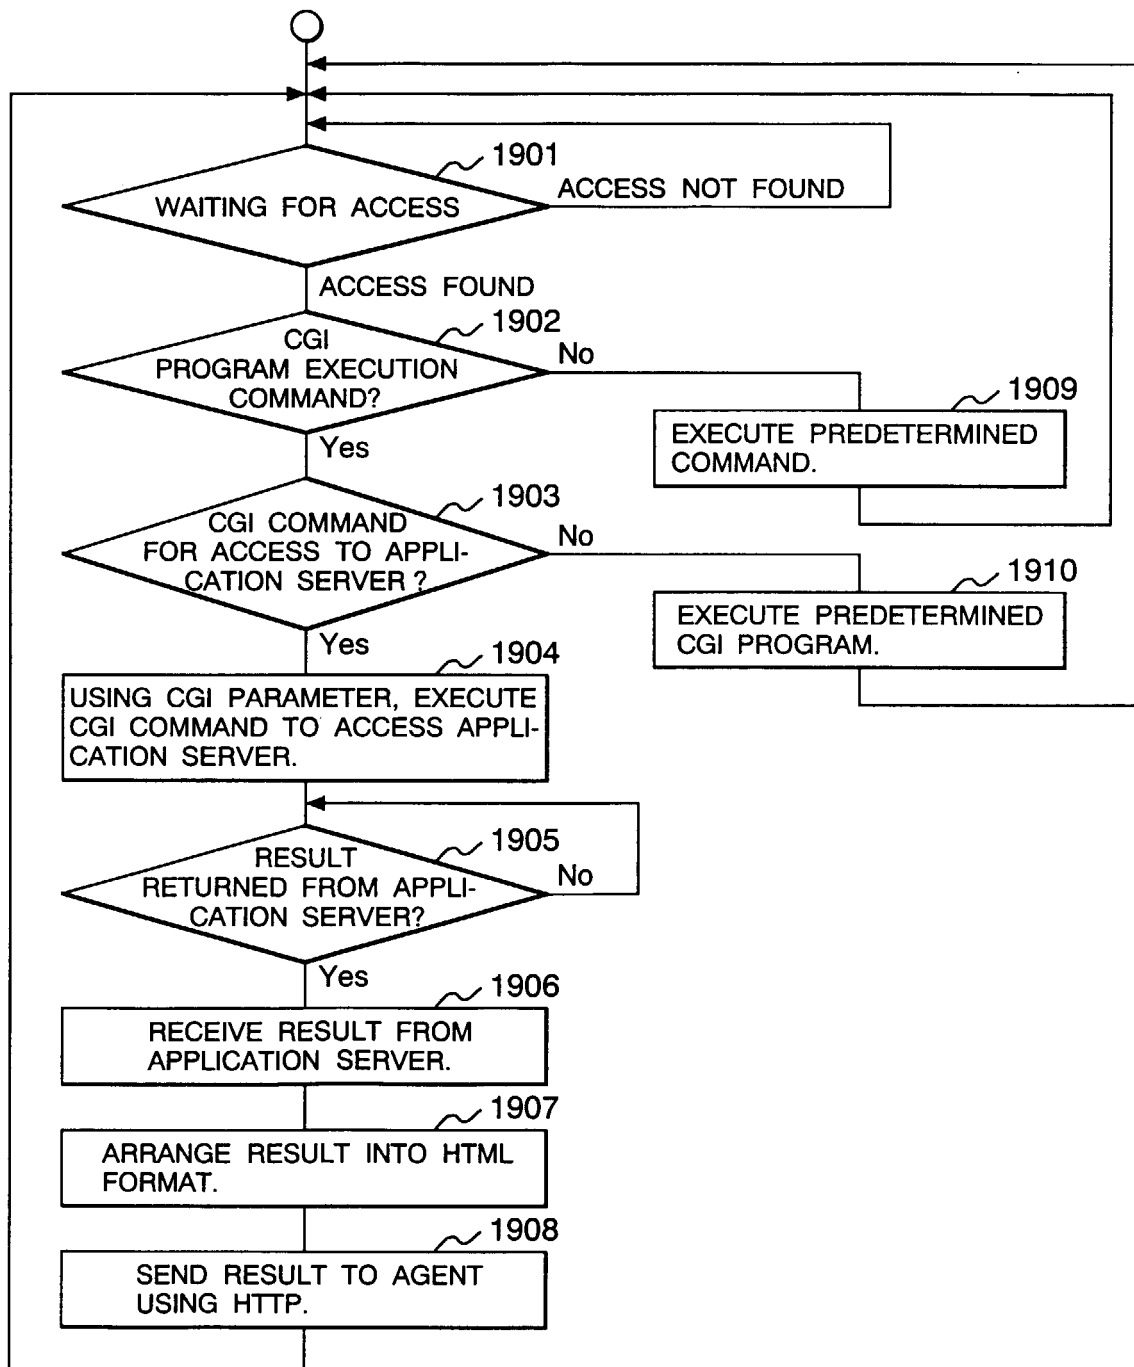 1901
WAITING FOR ACCESS
ACCESS NOT FOUND
ACCESS FOUND
1902
CGI
PROGRAM EXECUTION
COMMAND?
No
Yes
1909
EXECUTE PREDETERMINED
COMMAND.
1903
CGI COMMAND
FOR ACCESS TO APPLI-
CATION SERVER?
No
Yes
1910
EXECUTE PREDETERMINED
CGI PROGRAM.
1904
USING CGI PARAMETER, EXECUTE
CGI COMMAND TO ACCESS APPLI-
CATION SERVER.
1905
RESULT
RETURNED FROM APPLI-
CATION SERVER?
No
Yes
1906
RECEIVE RESULT FROM
APPLICATION SERVER.
1907
ARRANGE RESULT INTO HTML
FORMAT.
1908
SEND RESULT TO AGENT
USING HTTP.